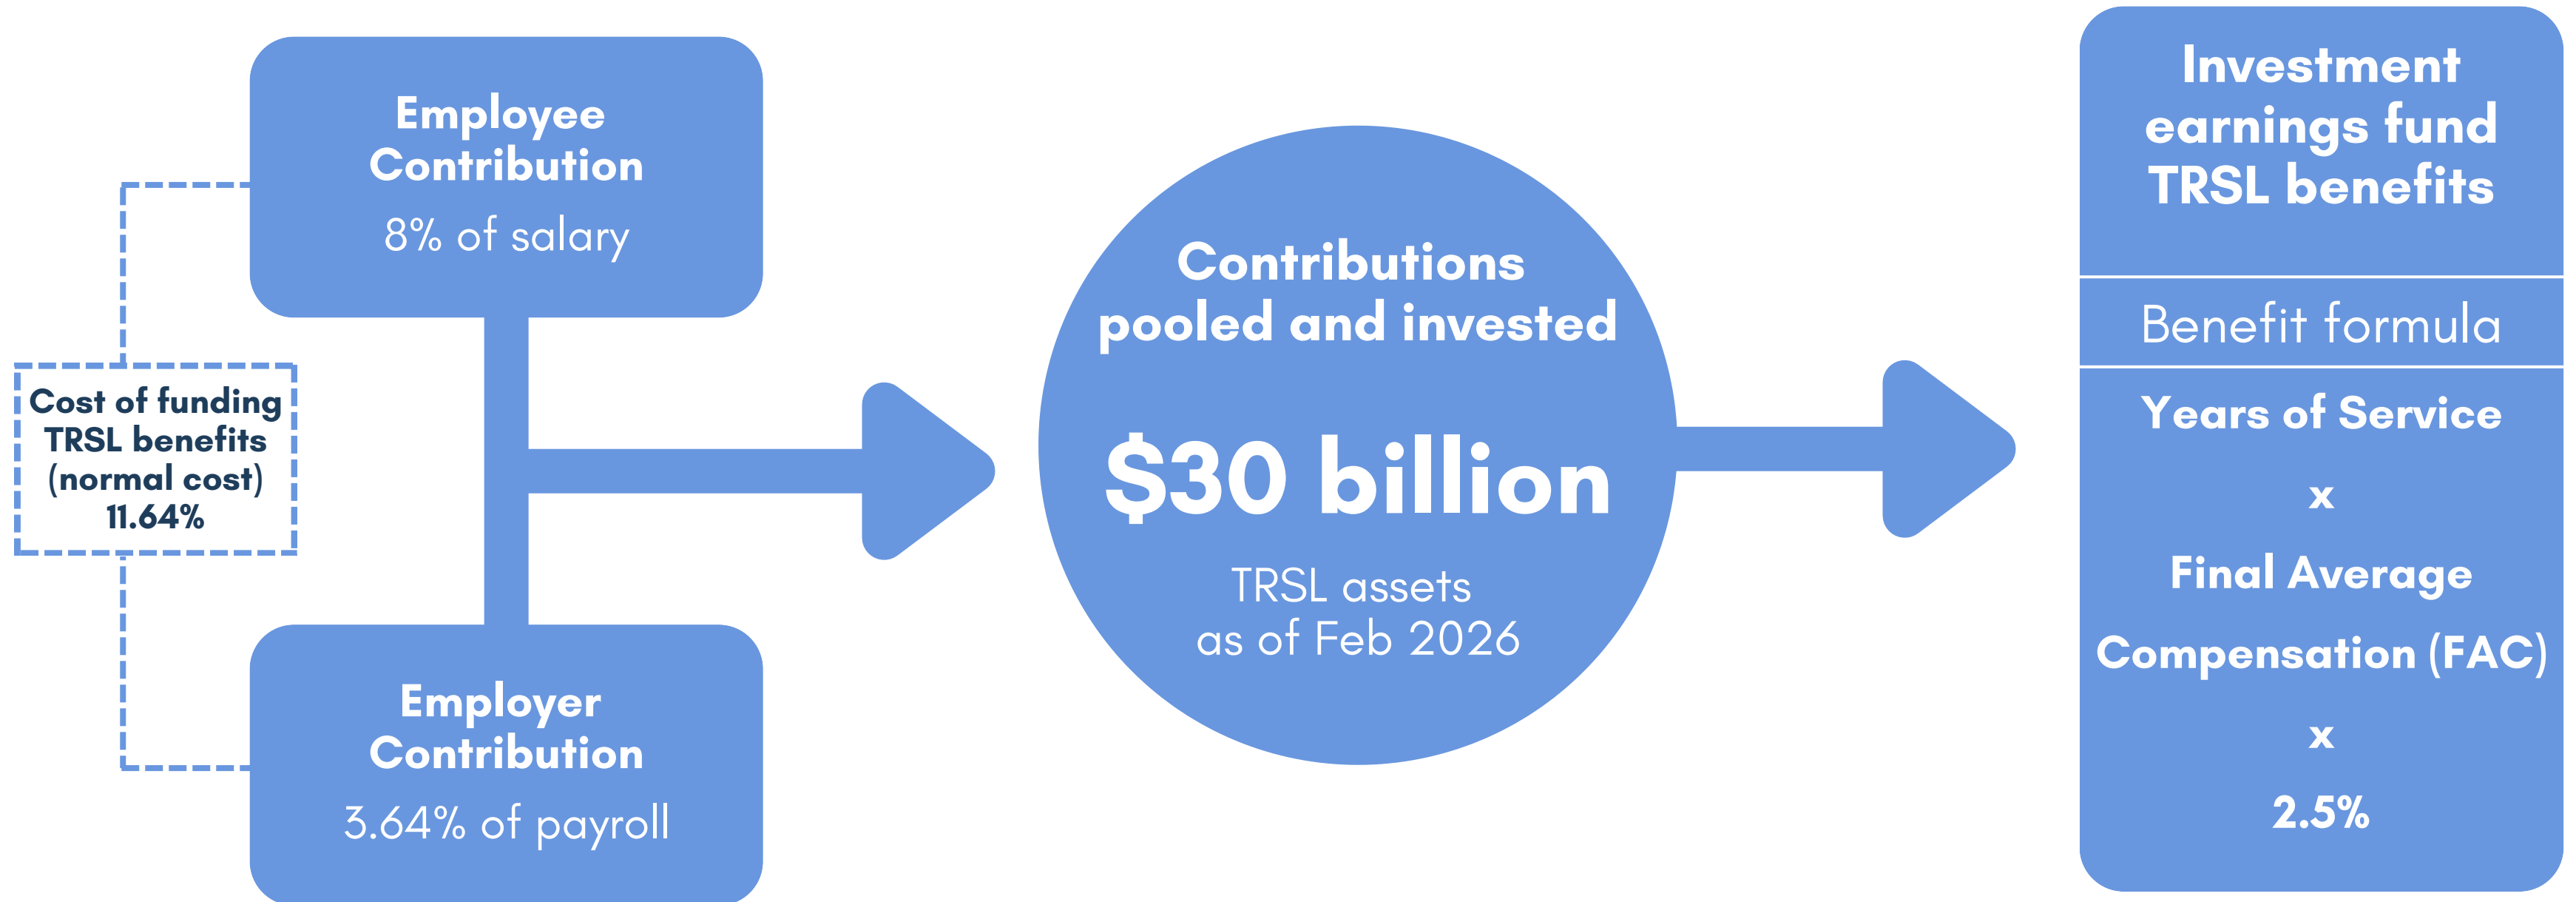 Employee
Contribution
8% of salary
Cost of funding
TRSL benefits
(normal cost)
11.64%
Employer
Contribution
3.64% of payroll
Contributions
pooled and invested
$30 billion
TRSL assets
as of Feb 2026
Investment
earnings fund
TRSL benefits
Benefit formula
Years of Service
x
Final Average
Compensation (FAC)
x
2.5%